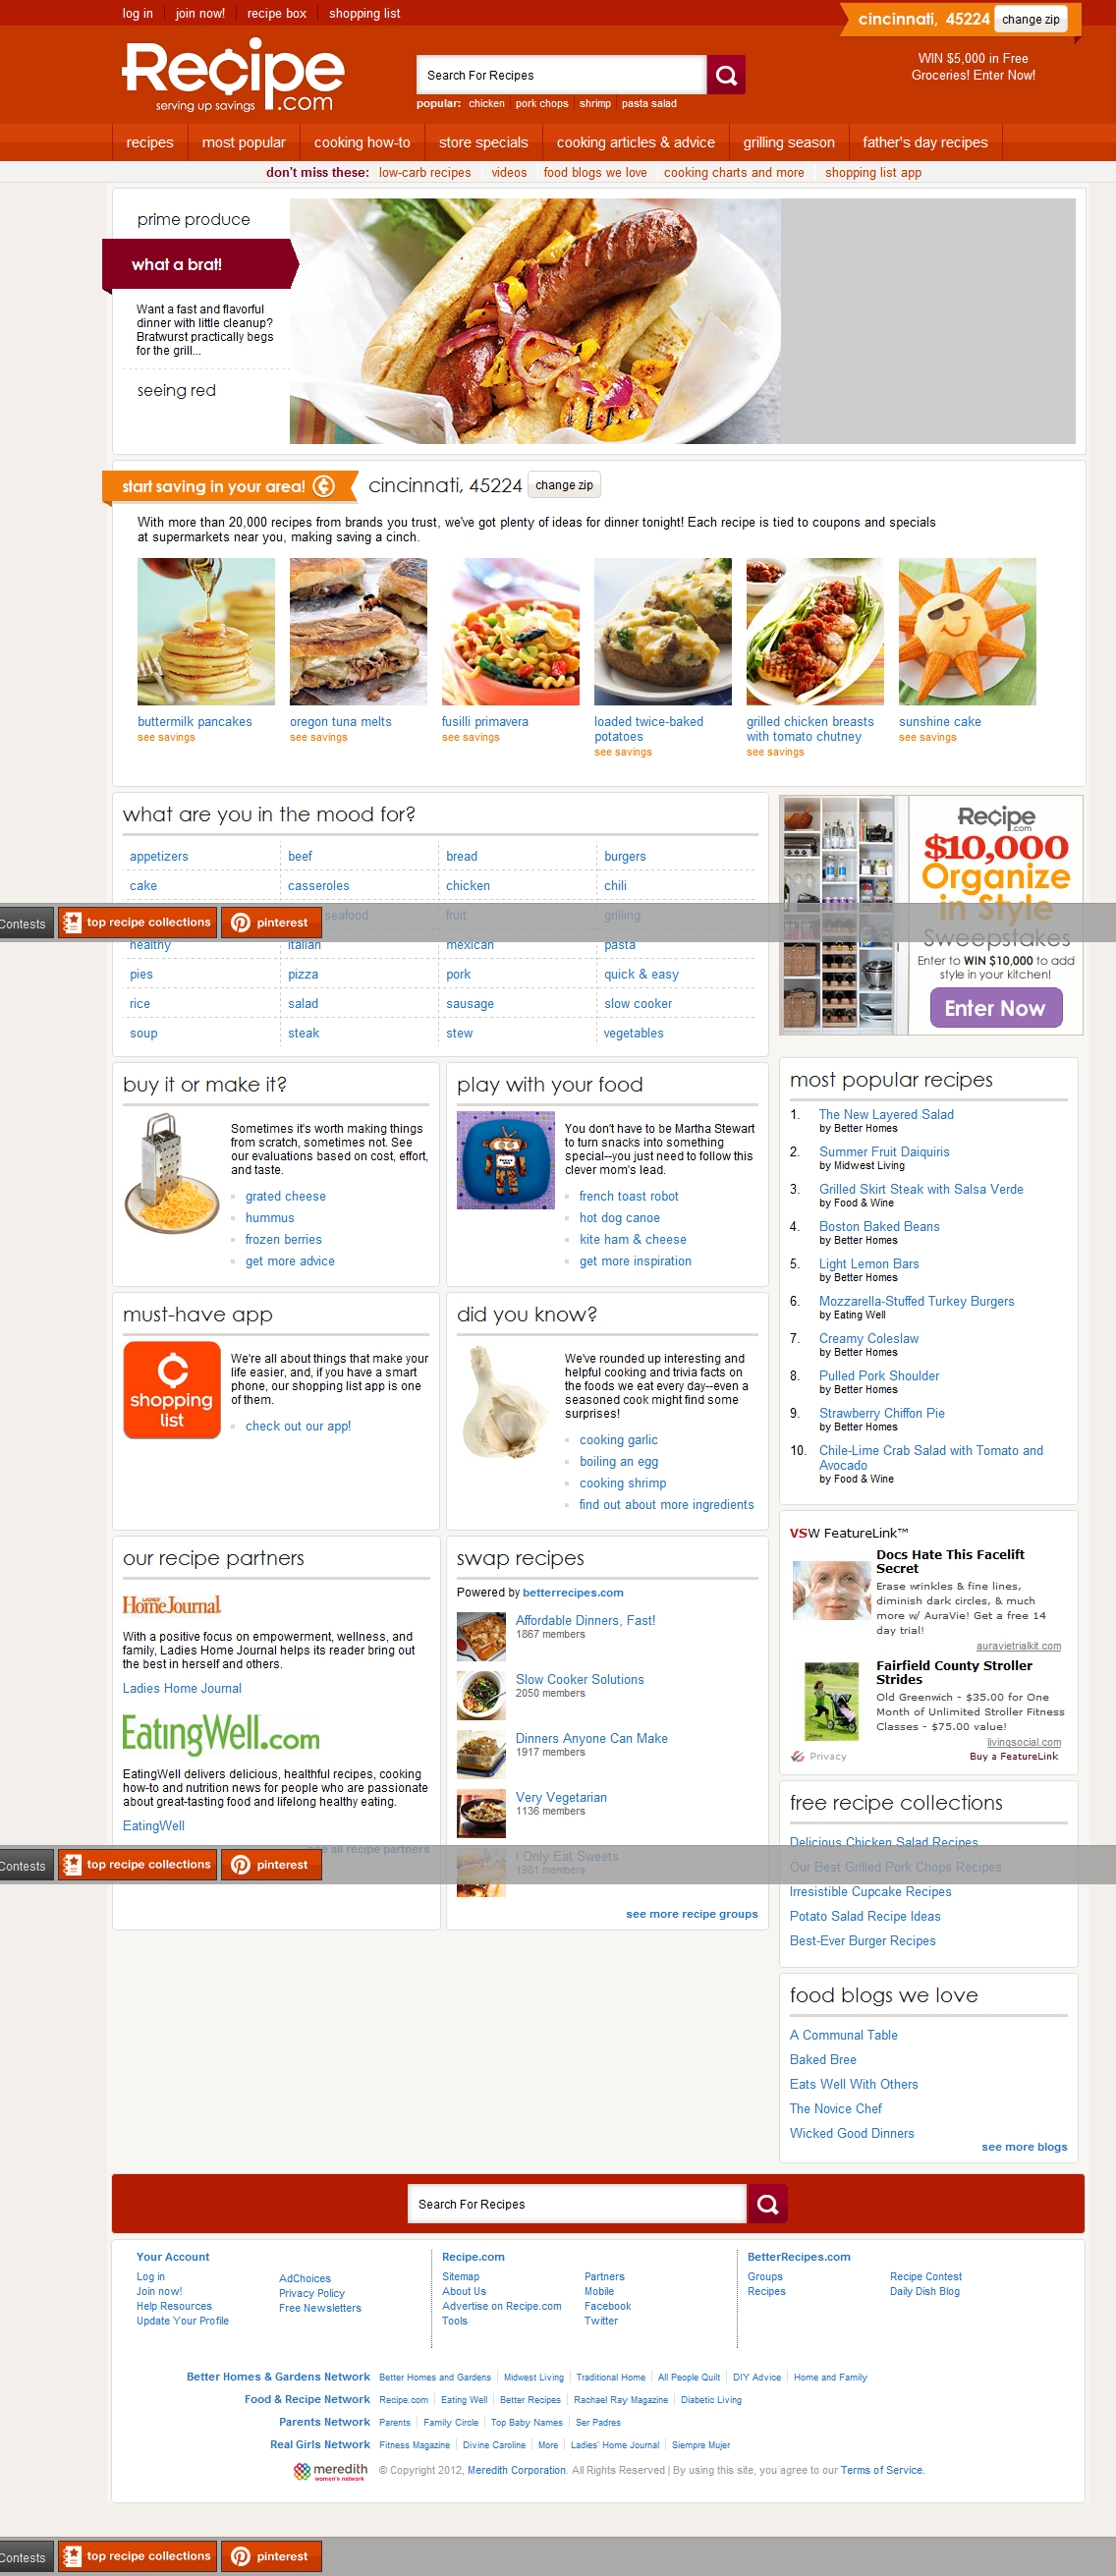 log in
join now!
recipe box
shopping list
cincinnati, 45224
change zip
Recipe.com
serving up savings
Search For Recipes
popular: chicken pork chops shrimp pasta salad
WIN $5,000 in Free
Groceries! Enter Now!
recipes
most popular
cooking how-to
store specials
cooking articles & advice
grilling season
father's day recipes
don't miss these: low-carb recipes videos food blogs we love cooking charts and more shopping list app
prime produce
what a brat!
Want a fast and flavorful
dinner with little cleanup?
Bratwurst practically begs
for the grill...
seeing red
start saving in your area!
cincinnati, 45224
change zip
With more than 20,000 recipes from brands you trust, we've got plenty of ideas for dinner tonight! Each recipe is tied to coupons and specials
at supermarkets near you, making saving a cinch.
buttermilk pancakes
see savings
oregon tuna melts
see savings
fusilli primavera
see savings
loaded twice-baked
potatoes
see savings
grilled chicken breasts
with tomato chutney
see savings
sunshine cake
see savings
what are you in the mood for?
appetizers beef bread burgers
cake casseroles chicken chili
seafood fruit grilling
Contests
top recipe collections
pinterest
healthy italian mexican pasta
pies pizza pork quick & easy
rice salad sausage slow cooker
soup steak stew vegetables
Recipe.com
$10,000
Organize
in Style
Sweepstakes
Enter to WIN $10,000 to add
style in your kitchen!
Enter Now
buy it or make it?
Sometimes it's worth making things
from scratch, sometimes not. See
our evaluations based on cost, effort,
and taste.
grated cheese
hummus
frozen berries
get more advice
play with your food
You don't have to be Martha Stewart
to turn snacks into something
special--you just need to follow this
clever mom's lead.
french toast robot
hot dog canoe
kite ham & cheese
get more inspiration
most popular recipes
1. The New Layered Salad
by Better Homes
2. Summer Fruit Daiquiris
by Midwest Living
3. Grilled Skirt Steak with Salsa Verde
by Food & Wine
4. Boston Baked Beans
by Better Homes
5. Light Lemon Bars
by Better Homes
6. Mozzarella-Stuffed Turkey Burgers
by Eating Well
7. Creamy Coleslaw
by Better Homes
8. Pulled Pork Shoulder
by Better Homes
9. Strawberry Chiffon Pie
by Better Homes
10. Chile-Lime Crab Salad with Tomato and
Avocado
by Food & Wine
must-have app
shopping
list
We're all about things that make your
life easier, and, if you have a smart
phone, our shopping list app is one
of them.
check out our app!
did you know?
We've rounded up interesting and
helpful cooking and trivia facts on
the foods we eat every day--even a
seasoned cook might find some
surprises!
cooking garlic
boiling an egg
cooking shrimp
find out about more ingredients
our recipe partners
LADIES'
Home Journal
With a positive focus on empowerment, wellness, and
family, Ladies Home Journal helps its reader bring out
the best in herself and others.
Ladies Home Journal
EatingWell.com
EatingWell delivers delicious, healthful recipes, cooking
how-to and nutrition news for people who are passionate
about great-tasting food and lifelong healthy eating.
EatingWell
see all recipe partners
swap recipes
Powered by betterrecipes.com
Affordable Dinners, Fast!
1867 members
Slow Cooker Solutions
2050 members
Dinners Anyone Can Make
1917 members
Very Vegetarian
1136 members
I Only Eat Sweets
1981 members
see more recipe groups
VSW FeatureLink™
Docs Hate This Facelift
Secret
Erase wrinkles & fine lines,
diminish dark circles, & much
more w/ AuraVie! Get a free 14
day trial!
auravietrialkit.com
Fairfield County Stroller
Strides
Old Greenwich - $35.00 for One
Month of Unlimited Stroller Fitness
Classes - $75.00 value!
livingsocial.com
Privacy
Buy a FeatureLink
free recipe collections
Delicious Chicken Salad Recipes
Our Best Grilled Pork Chops Recipes
Irresistible Cupcake Recipes
Potato Salad Recipe Ideas
Best-Ever Burger Recipes
Contests
top recipe collections
pinterest
food blogs we love
A Communal Table
Baked Bree
Eats Well With Others
The Novice Chef
Wicked Good Dinners
see more blogs
Search For Recipes
Your Account
Log in
Join now!
Help Resources
Update Your Profile
AdChoices
Privacy Policy
Free Newsletters
Recipe.com
Sitemap
About Us
Advertise on Recipe.com
Tools
Partners
Mobile
Facebook
Twitter
BetterRecipes.com
Groups
Recipes
Recipe Contest
Daily Dish Blog
Better Homes & Gardens Network Better Homes and Gardens Midwest Living Traditional Home All People Quilt DIY Advice Home and Family
Food & Recipe Network Recipe.com Eating Well Better Recipes Rachael Ray Magazine Diabetic Living
Parents Network Parents Family Circle Top Baby Names Ser Padres
Real Girls Network Fitness Magazine Divine Caroline More Ladies' Home Journal Siempre Mujer
meredith
women's network
© Copyright 2012, Meredith Corporation. All Rights Reserved | By using this site, you agree to our Terms of Service.
Contests
top recipe collections
pinterest